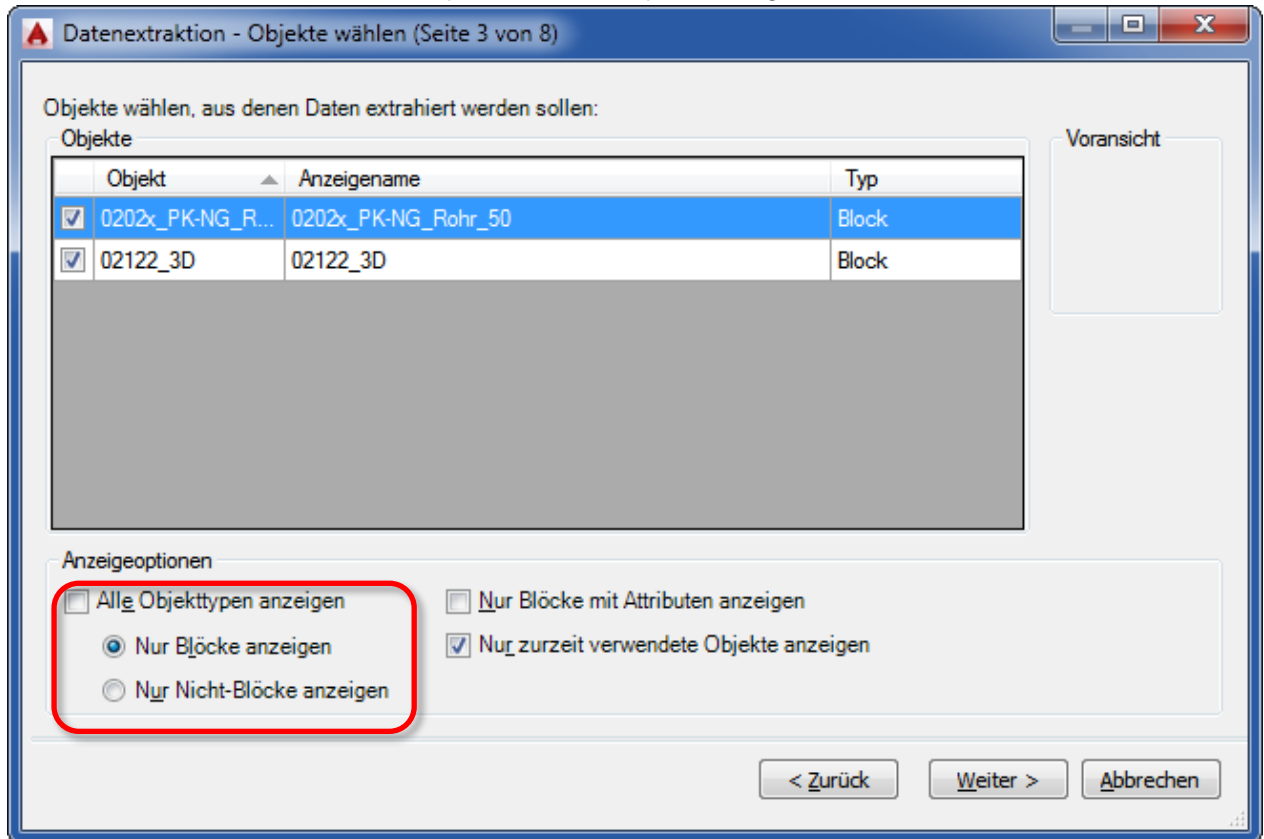 Datenextraktion - Objekte wählen (Seite 3 von 8)
Objekte wählen, aus denen Daten extrahiert werden sollen:
Objekte
Voransicht
Objekt Anzeigename Typ
0202x_PK-NG_R... 0202x_PK-NG_Rohr_50 Block
02122_3D 02122_3D Block
Anzeigeoptionen
Alle Objekttypen anzeigen
Nur Blöcke mit Attributen anzeigen
Nur Blöcke anzeigen
Nur zurzeit verwendete Objekte anzeigen
Nur Nicht-Blöcke anzeigen
< Zurück Weiter > Abbrechen